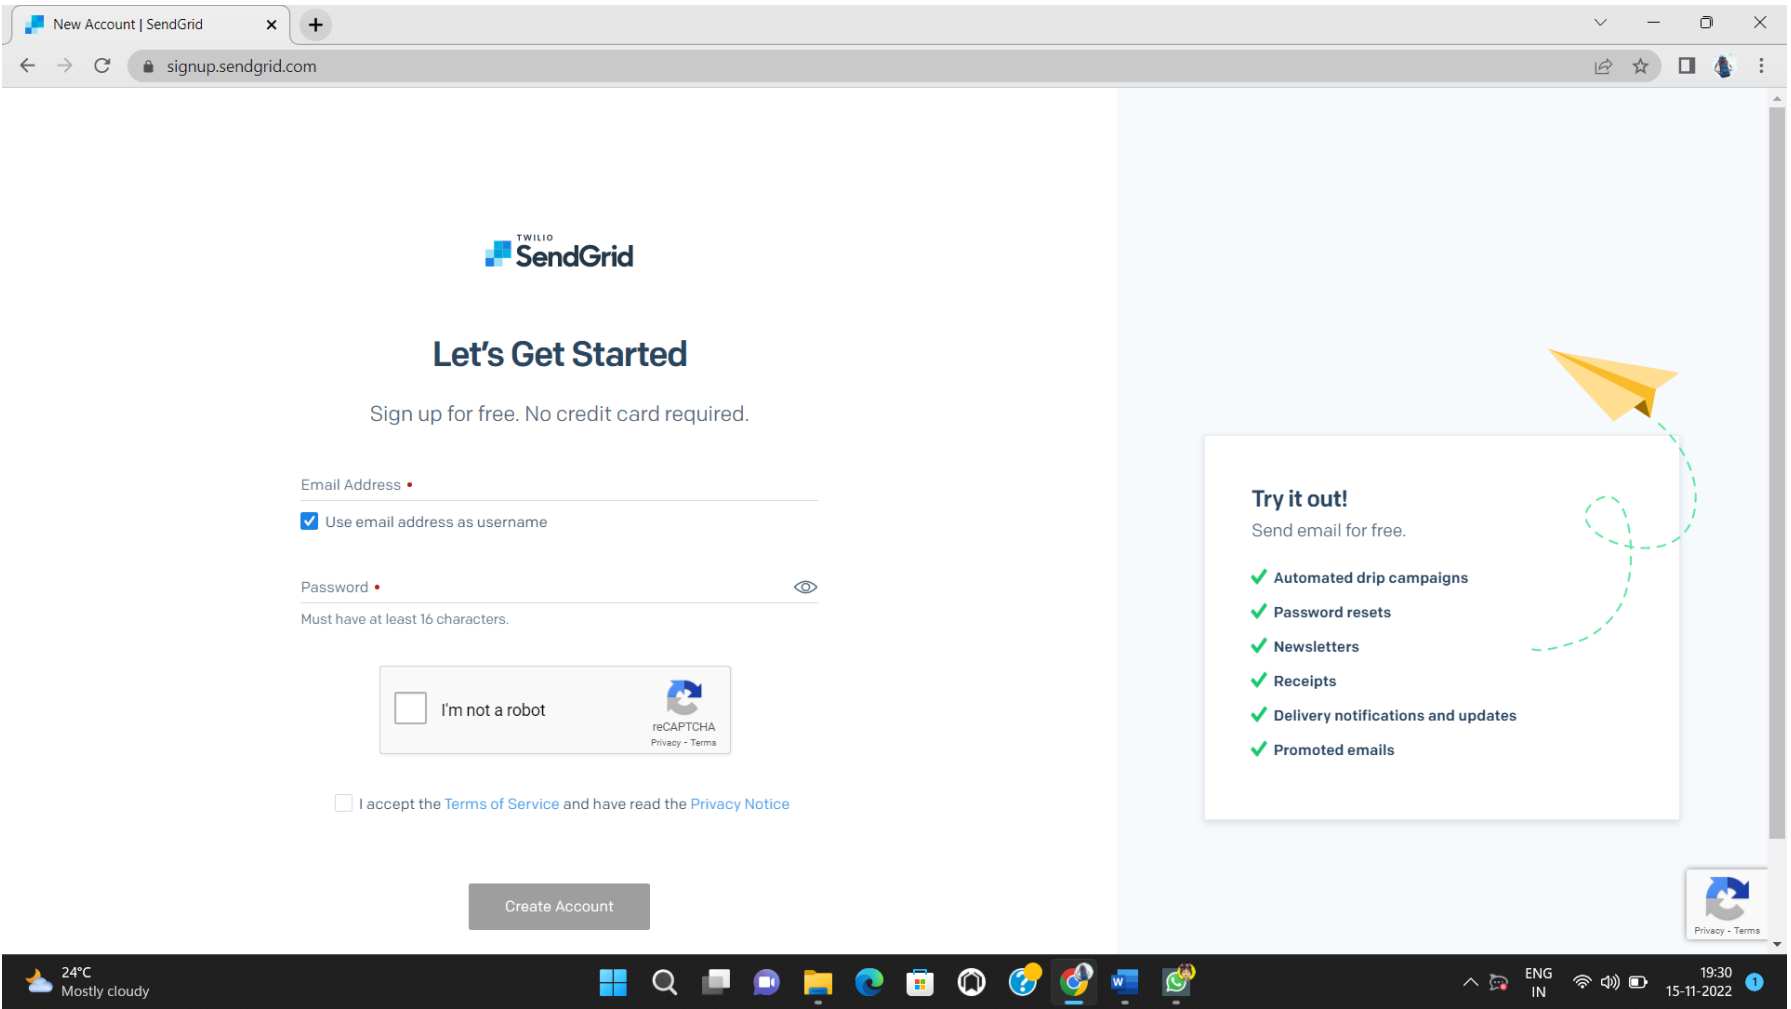 New Account | SendGrid
signup.sendgrid.com
TWILIO
SendGrid
Let's Get Started
Sign up for free. No credit card required.
Email Address •
Use email address as username
Password •
Must have at least 16 characters.
I'm not a robot
reCAPTCHA
Privacy - Terms
I accept the Terms of Service and have read the Privacy Notice
Create Account
Try it out!
Send email for free.
Automated drip campaigns
Password resets
Newsletters
Receipts
Delivery notifications and updates
Promoted emails
Privacy - Terms
24°C
Mostly cloudy
W
ENG
IN
19:30
15-11-2022
1